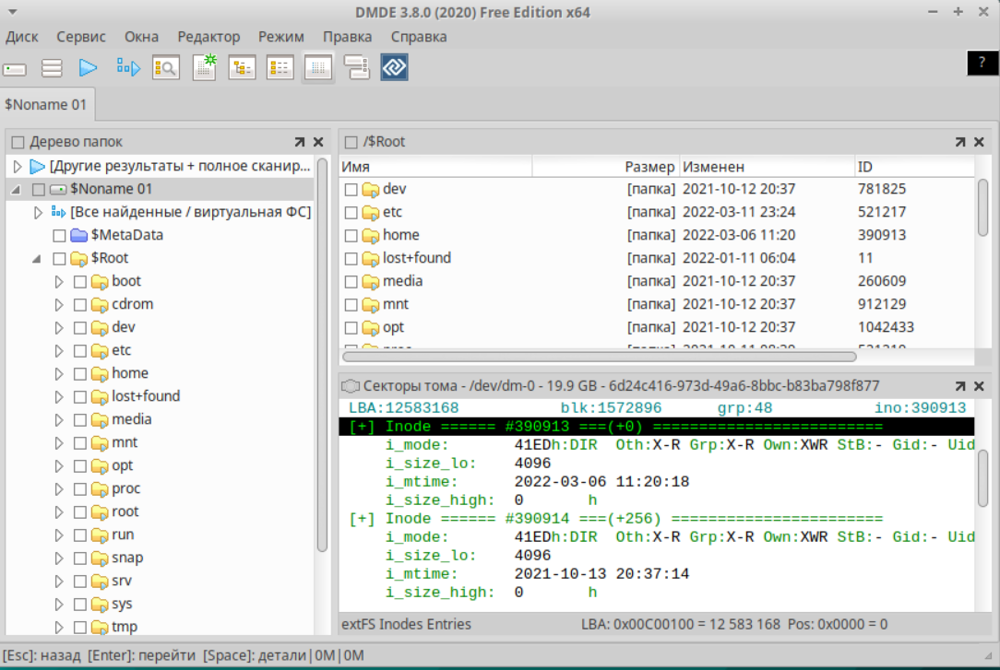 DMDE 3.8.0 (2020) Free Edition x64
Диск Сервис Окна Редактор Режим Правка Справка
?
$Noname 01
Дерево папок
[Другие результаты + полное сканир...
$Noname 01
[Все найденные / виртуальная ФС]
$MetaData
$Root
boot
cdrom
dev
etc
home
lost+found
media
mnt
opt
proc
root
run
snap
srv
sys
tmp
/$Root
Имя Размер Изменен ID
dev [папка] 2021-10-12 20:37 781825
etc [папка] 2022-03-11 23:24 521217
home [папка] 2022-03-06 11:20 390913
lost+found [папка] 2022-01-11 06:04 11
media [папка] 2021-10-12 20:37 260609
mnt [папка] 2021-10-12 20:37 912129
opt [папка] 2021-10-12 20:37 1042433
Секторы тома - /dev/dm-0 - 19.9 GB - 6d24c416-973d-49a6-8bbc-b83ba798f877
LBA:12583168 blk:1572896 grp:48 ino:390913
[+] Inode ====== #390913 ===(+0) =========================
i_mode: 41EDh:DIR Oth:X-R Grp:X-R Own:XWR StB:- Gid:- Uid
i_size_lo: 4096
i_mtime: 2022-03-06 11:20:18
i_size_high: 0 h
[+] Inode ====== #390914 ===(+256) =======================
i_mode: 41EDh:DIR Oth:X-R Grp:X-R Own:XWR StB:- Gid:- Uid
i_size_lo: 4096
i_mtime: 2021-10-13 20:37:14
i_size_high: 0 h
extFS Inodes Entries LBA: 0x00C00100 = 12 583 168 Pos: 0x0000 = 0
[Esc]: назад [Enter]: перейти [Space]: детали|0M|0M